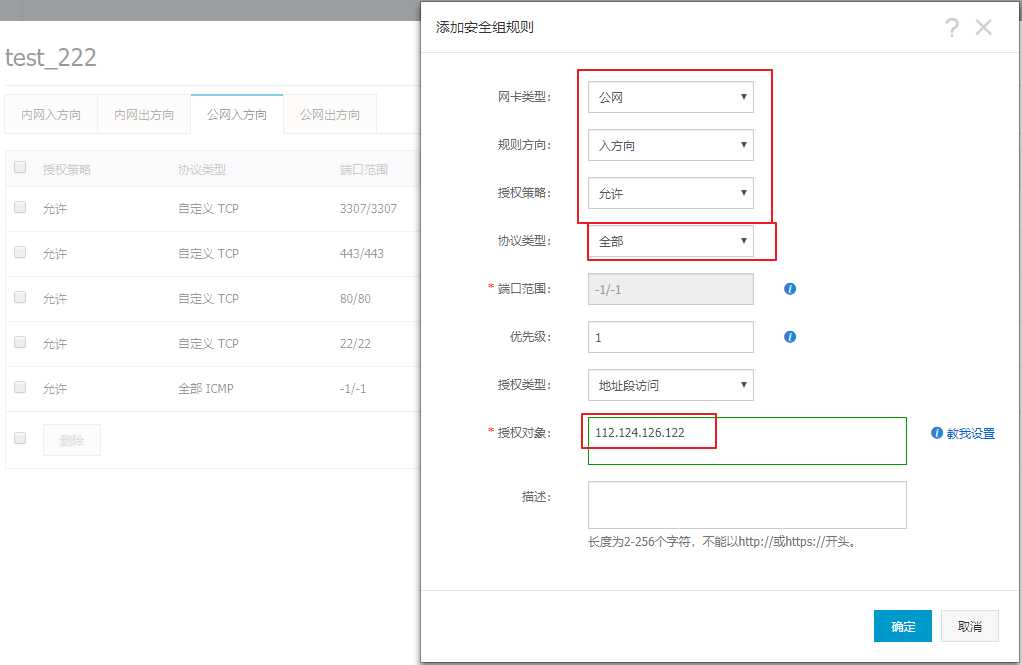 test_222
内网入方向 内网出方向 公网入方向 公网出方向
授权策略 协议类型 端口范围
允许 自定义 TCP 3307/3307
允许 自定义 TCP 443/443
允许 自定义 TCP 80/80
允许 自定义 TCP 22/22
允许 全部 ICMP -1/-1
删除
添加安全组规则
网卡类型: 公网
规则方向: 入方向
授权策略: 允许
协议类型: 全部
* 端口范围: -1/-1
优先级: 1
授权类型: 地址段访问
* 授权对象: 112.124.126.122 教我设置
描述:
长度为2-256个字符，不能以http://或https://开头。
确定 取消